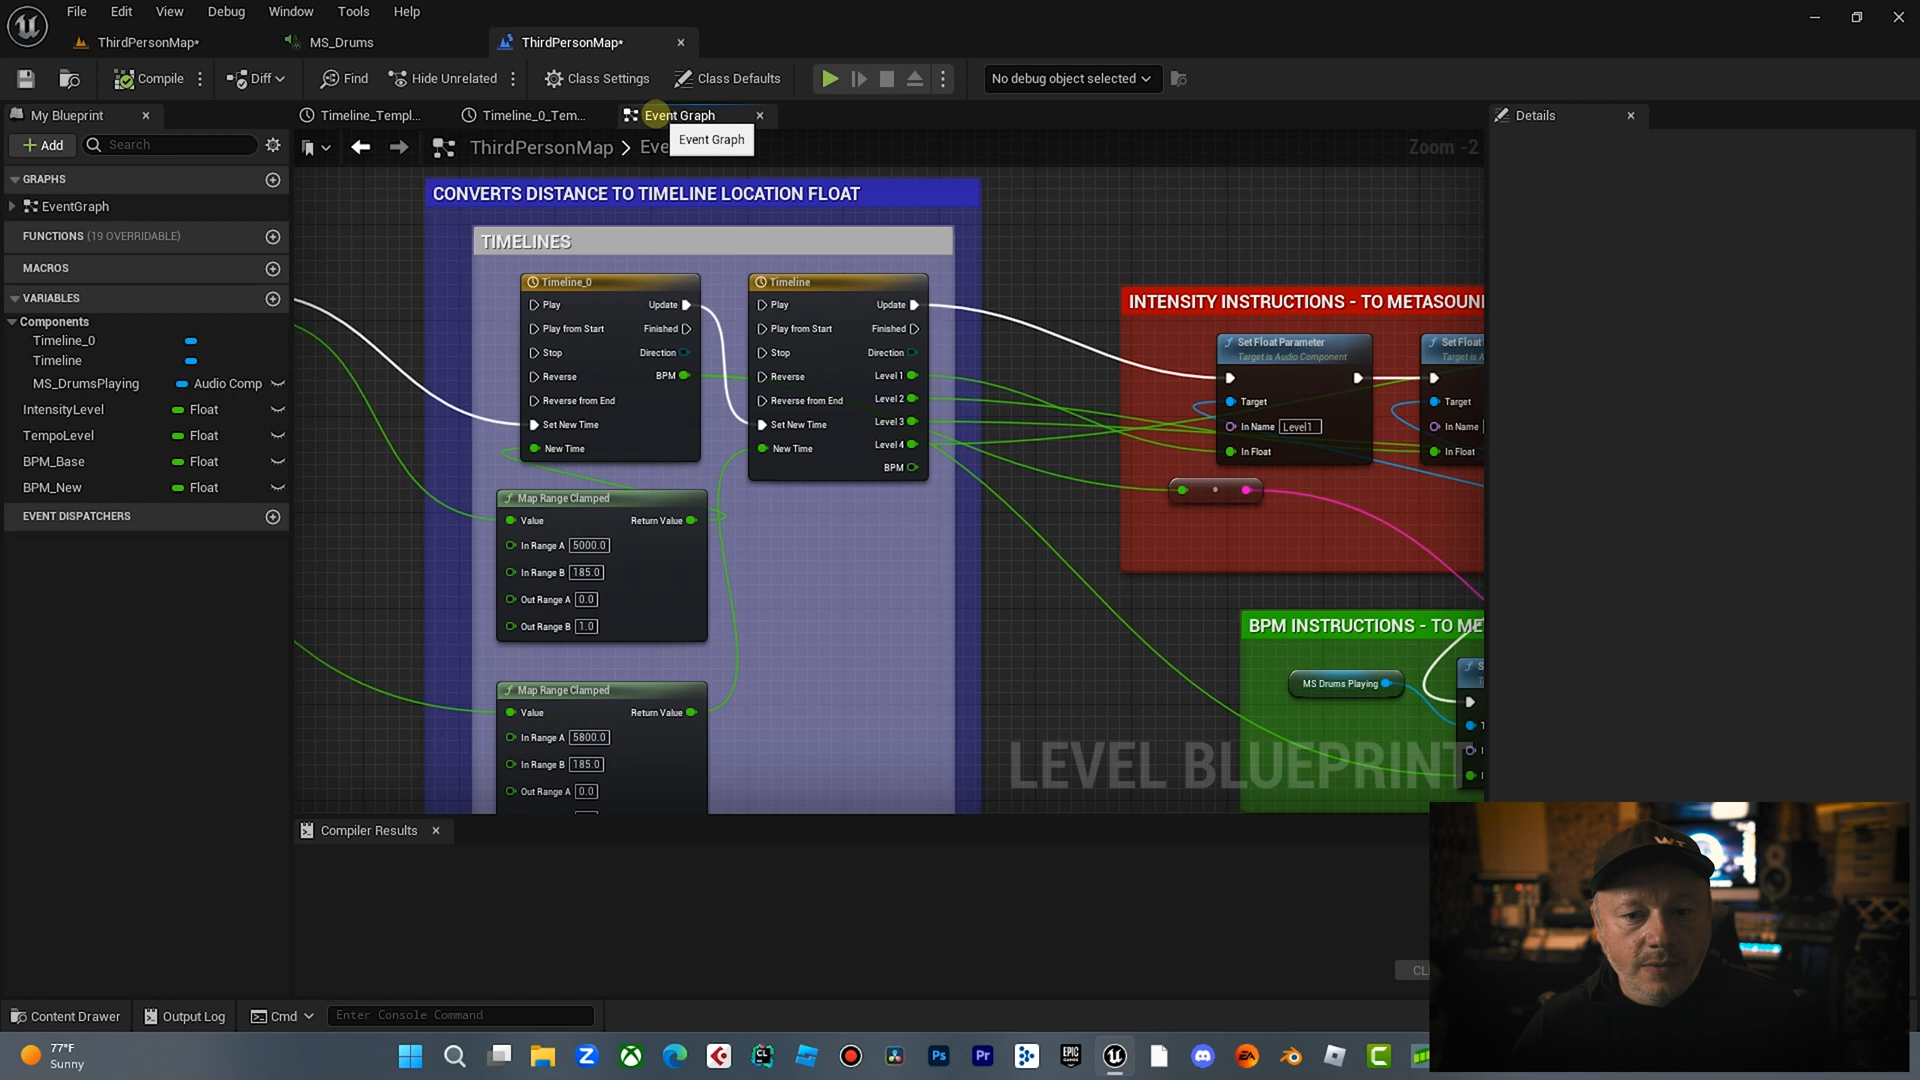 File Edit View Debug Window Tools Help
ThirdPersonMap* MS_Drums ThirdPersonMap*
Compile Diff Find Hide Unrelated Class Settings Class Defaults No debug object selected
My Blueprint Timeline_Templ... Timeline_0_Tem... Event Graph Details
Add Search
ThirdPersonMap > Eve
Event Graph
Zoom -2
GRAPHS
EventGraph
FUNCTIONS (19 OVERRIDABLE)
MACROS
VARIABLES
Components
Timeline_0
Timeline
MS_DrumsPlaying Audio Comp
IntensityLevel Float
TempoLevel Float
BPM_Base Float
BPM_New Float
EVENT DISPATCHERS
CONVERTS DISTANCE TO TIMELINE LOCATION FLOAT
TIMELINES
Timeline_0
Play Update
Play from Start Finished
Stop Direction
Reverse BPM
Reverse from End
Set New Time
New Time
Timeline
Play Update
Play from Start Finished
Stop Direction
Reverse Level 1
Reverse from End Level 2
Set New Time Level 3
New Time Level 4
BPM
Map Range Clamped
Value Return Value
In Range A 5000.0
In Range B 185.0
Out Range A 0.0
Out Range B 1.0
Map Range Clamped
Value Return Value
In Range A 5800.0
In Range B 185.0
Out Range A 0.0
INTENSITY INSTRUCTIONS - TO METASOUN
Set Float Parameter
Target is Audio Component
Target
In Name Level1
In Float
Set Float
Target is A
Target
In Name
In Float
BPM INSTRUCTIONS - TO ME
MS Drums Playing
LEVEL BLUEPRINT
Compiler Results
CL
Content Drawer Output Log Cmd Enter Console Command
77°F
Sunny